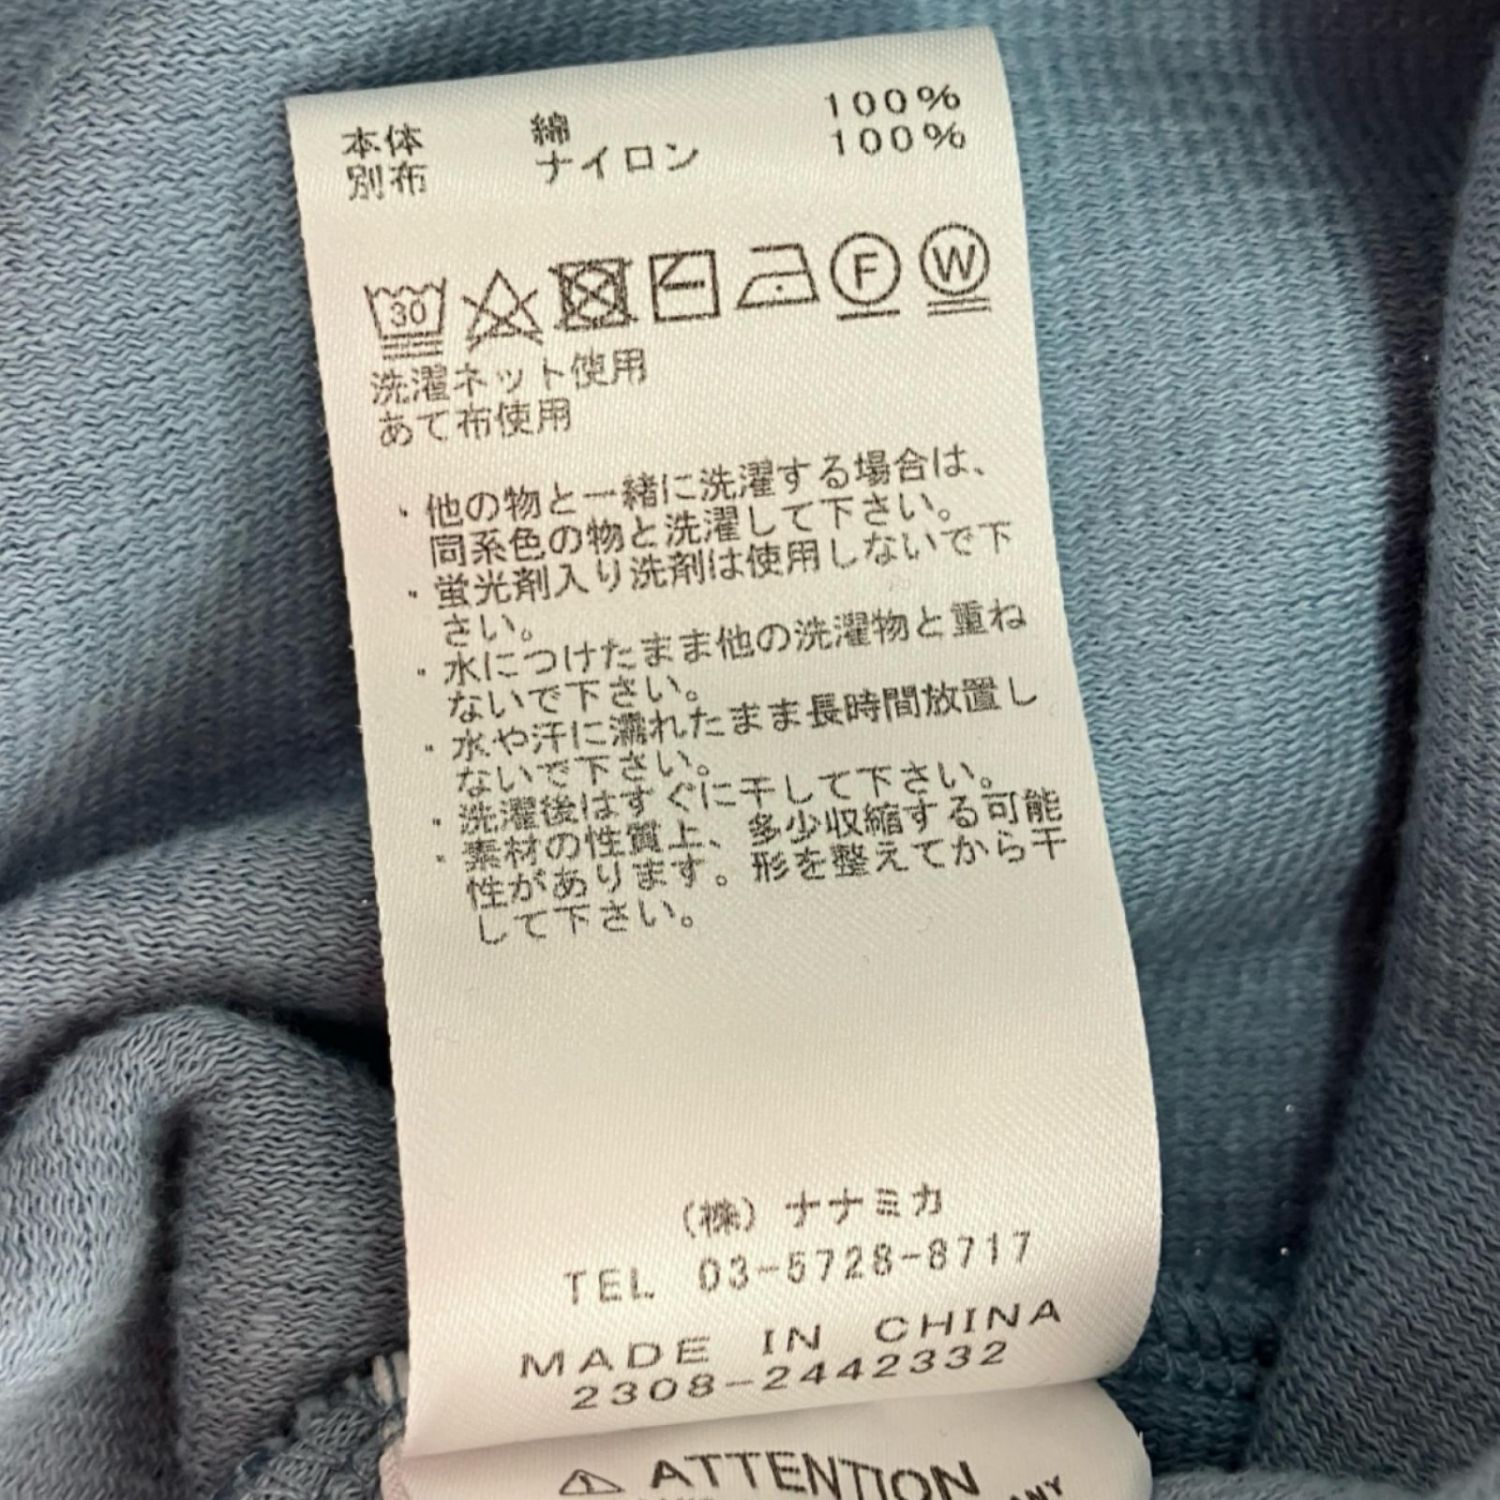 本体 綿 100%
別布 ナイロン 100%
30 F W
洗濯ネット使用
あて布使用
・他の物と一緒に洗濯する場合は、
同系色の物と洗濯して下さい。
・蛍光剤入り洗剤は使用しないで下
さい。
・水につけたまま他の洗濯物と重ね
ないで下さい。
・水や汗に濡れたまま長時間放置し
ないで下さい。
・洗濯後はすぐに干して下さい。
・素材の性質上、多少収縮する可能
性があります。形を整えてから干
して下さい。
(株)ナナミカ
TEL 03-5728-8717
MADE IN CHINA
2308-2442332
ATTENTION